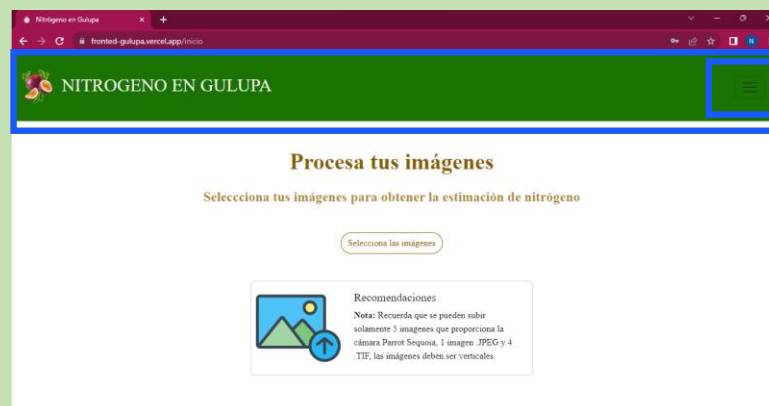 Nitrógeno en Gulupa
fronted-gulupa.vercel.app/inicio
N
NITROGENO EN GULUPA
Procesa tus imágenes
Seleccciona tus imágenes para obtener la estimación de nitrógeno
Selecciona las imágenes
Recomendaciones
Nota: Recuerda que se pueden subir
solamente 5 imagenes que proporciona la
cámara Parrot Sequoia, 1 imagen .JPEG y 4
.TIF, las imágenes deben ser verticales.